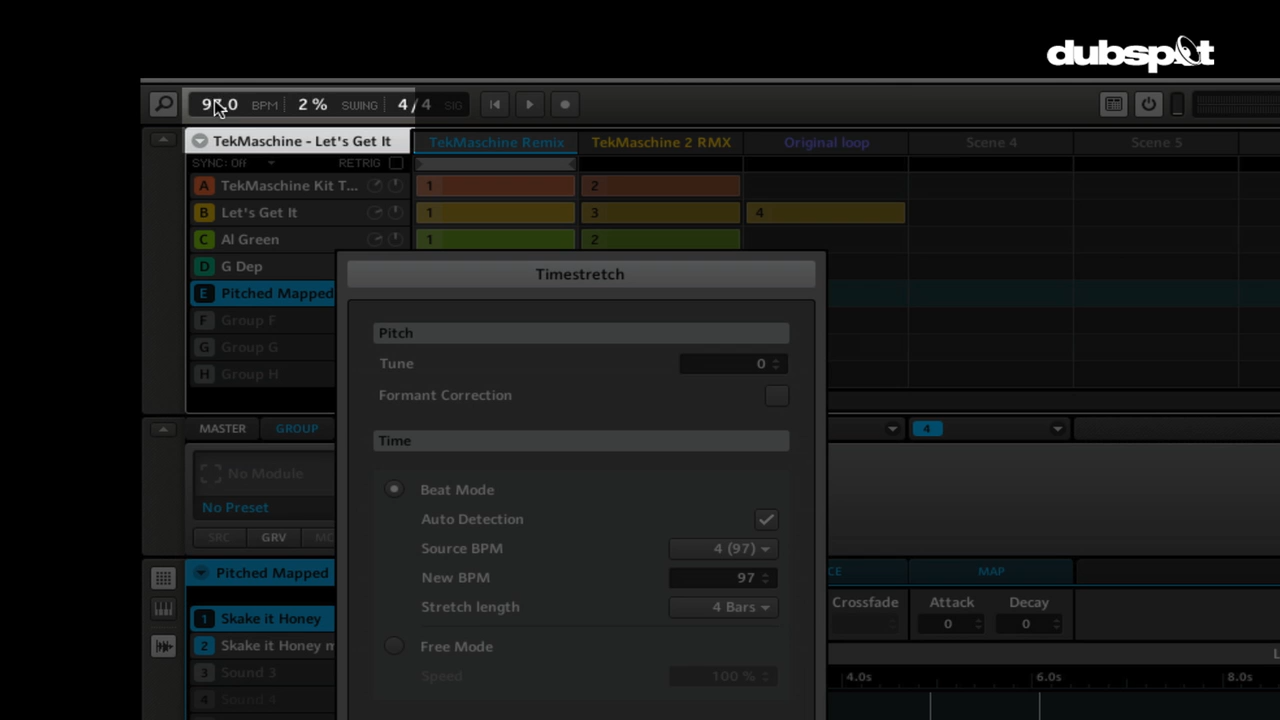 dubspot
97.0 BPM 2 % SWING 4 / 4 SIG
TekMaschine - Let's Get It
TekMaschine Remix
TekMaschine 2 RMX
Original loop
Scene 4
Scene 5
SYNC: Off
RETRIG
A TekMaschine Kit T...
1
2
B Let's Get It
1
3
4
C Al Green
1
2
D G Dep
E Pitched Mapped
F Group F
G Group G
H Group H
Timestretch
Pitch
Tune 0
Formant Correction
Time
Beat Mode
Auto Detection
Source BPM 4 (97)
New BPM 97
Stretch length 4 Bars
Free Mode
Speed 100 %
MASTER
GROUP
4
No Module
No Preset
SRC
GRV
MAP
Pitched Mapped
1 Skake it Honey
2 Skake it Honey m
3 Sound 3
4 Sound 4
Crossfade
Attack
Decay
0
0
4.0s
6.0s
8.0s